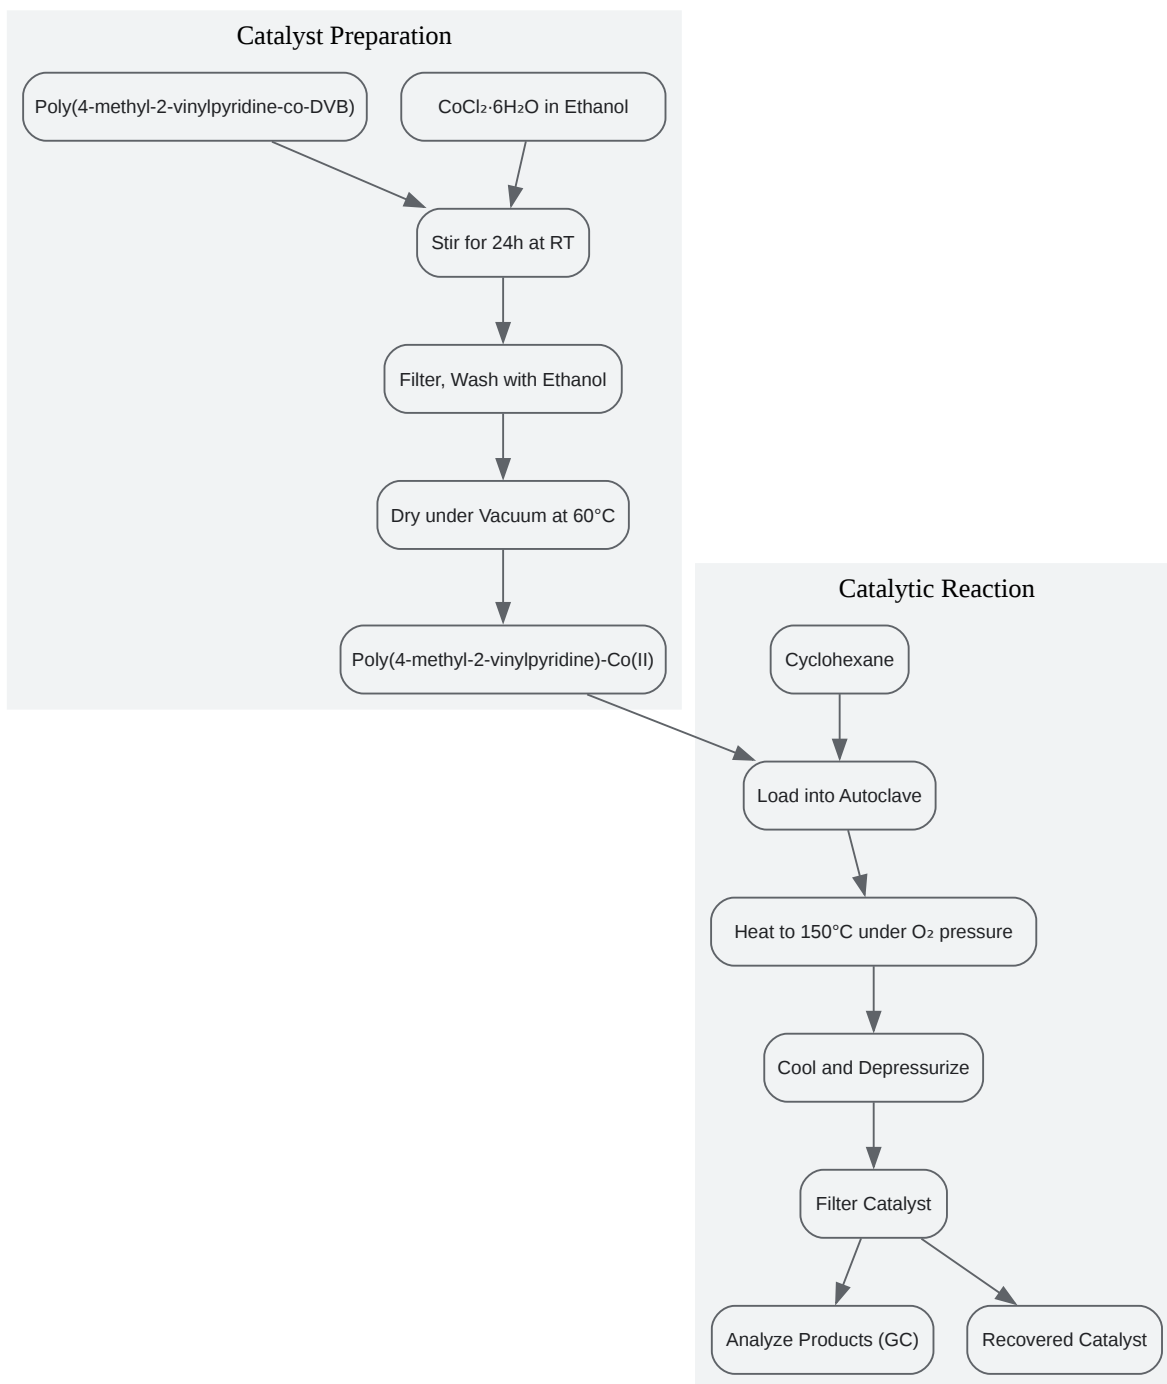 Catalyst Preparation
Poly(4-methyl-2-vinylpyridine-co-DVB)
CoCl₂·6H₂O in Ethanol
Stir for 24h at RT
Filter, Wash with Ethanol
Dry under Vacuum at 60°C
Poly(4-methyl-2-vinylpyridine)-Co(II)
Catalytic Reaction
Cyclohexane
Load into Autoclave
Heat to 150°C under O₂ pressure
Cool and Depressurize
Filter Catalyst
Analyze Products (GC)
Recovered Catalyst